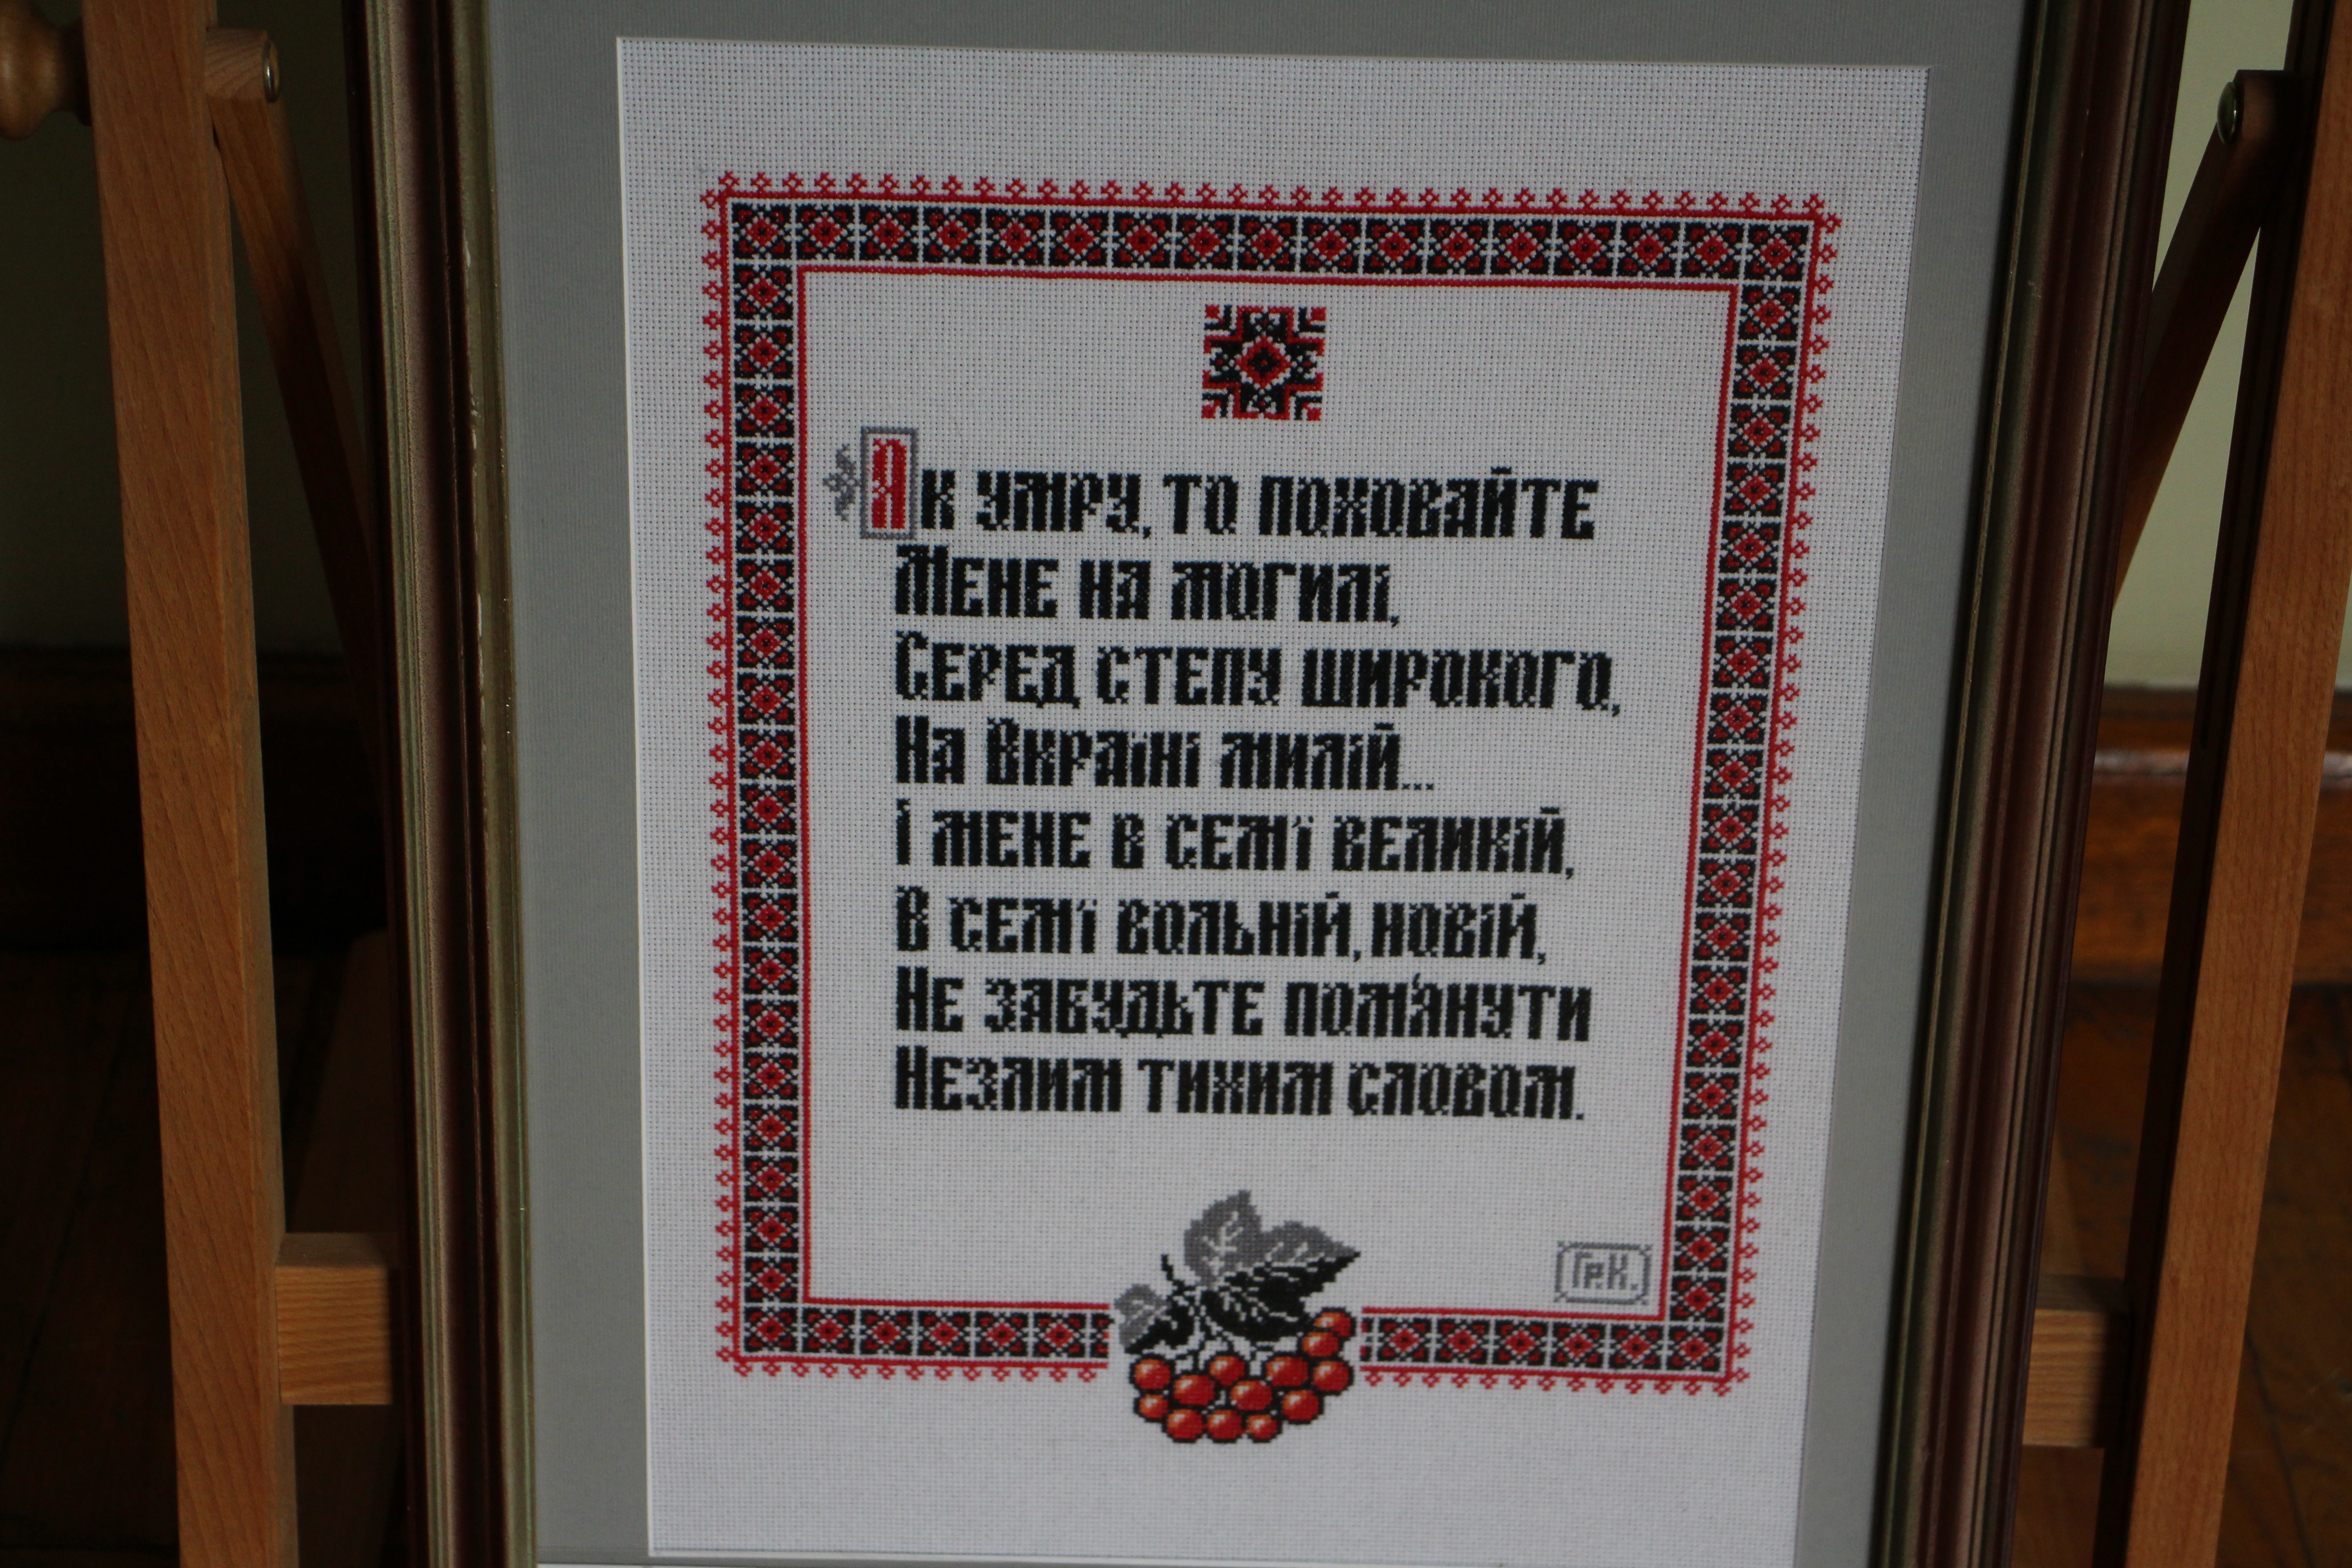 Як умру, то поховайте
Мене на могилі,
Серед степу широкого,
На Вкраїні милій...
І мене в сем'ї великій,
В сем'ї вольній, новій,
Не забудьте пом'янути
Незлим тихим словом.
Гр.К.